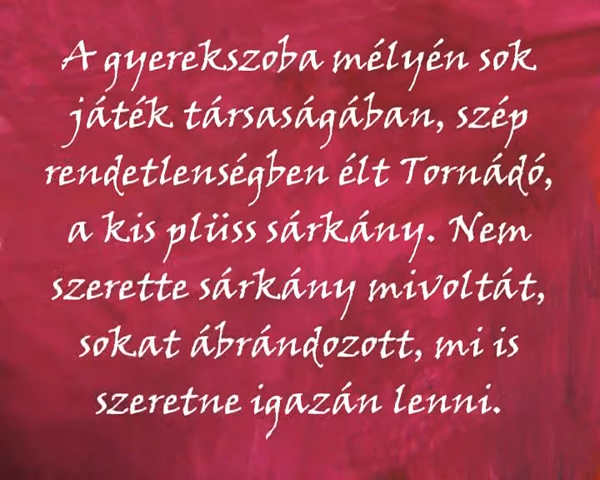 A gyerekszoba mélyén sok
játék társaságában, szép
rendetlenségben élt Tornádó,
a kis plüss sárkány. Nem
szerette sárkány mivoltát,
sokat ábrándozott, mi is
szeretne igazán lenni.